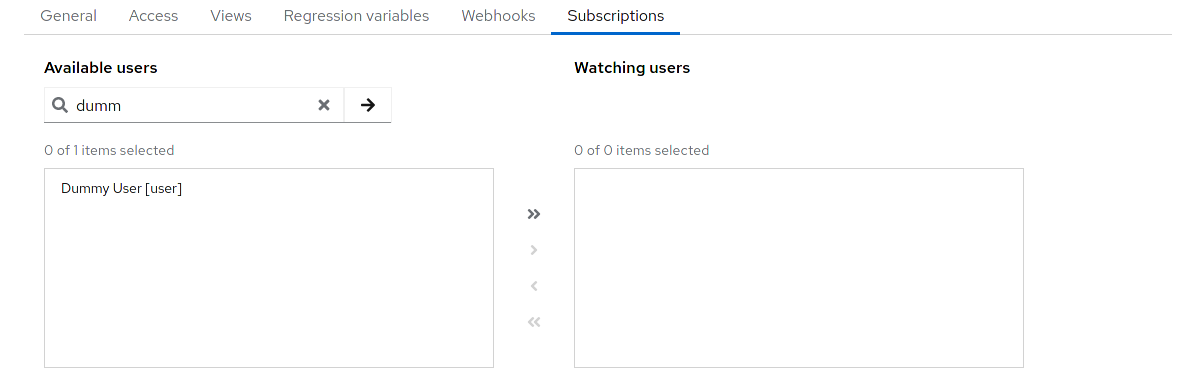 General Access Views Regression variables Webhooks Subscriptions
Available users
Watching users
dumm
0 of 1 items selected
0 of 0 items selected
Dummy User [user]